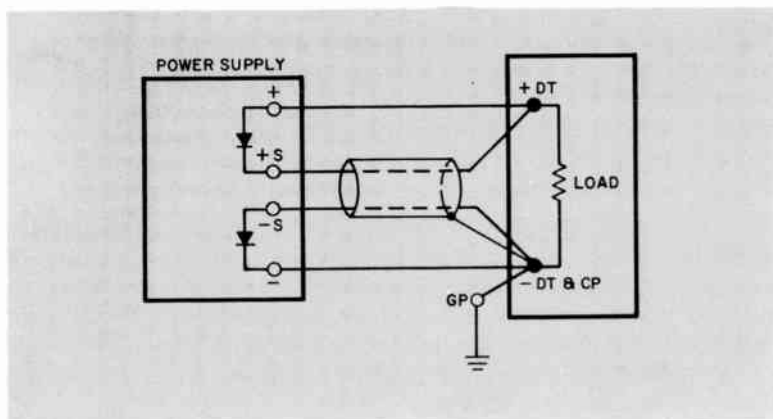 POWER SUPPLY
+
+ S
- S
-
+ DT
LOAD
- DT & CP
GP